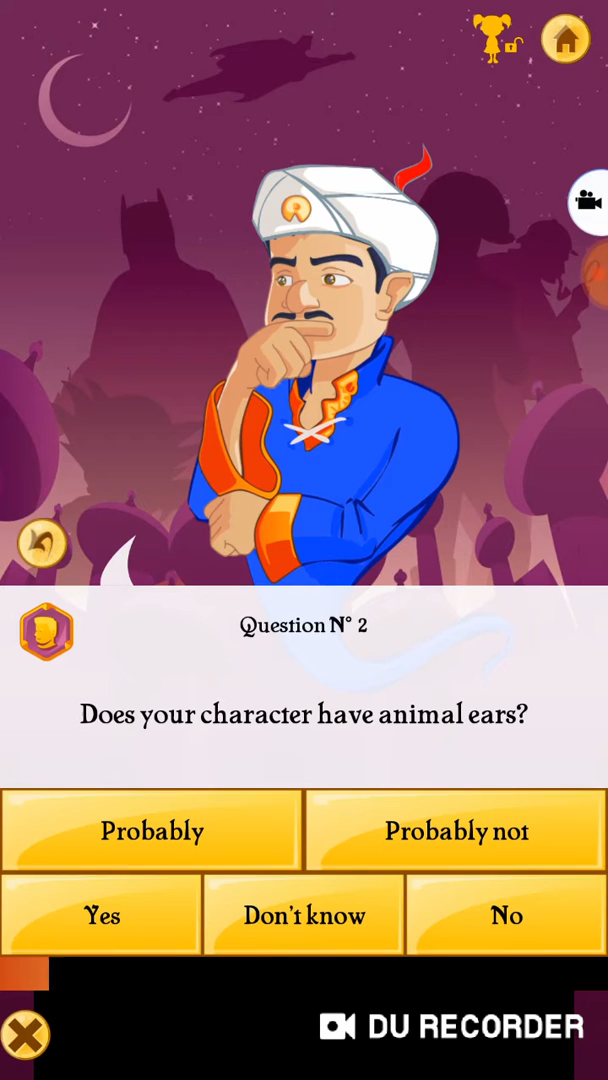 Question N° 2
Does your character have animal ears?
Probably
Probably not
Yes
Don't know
No
DU RECORDER